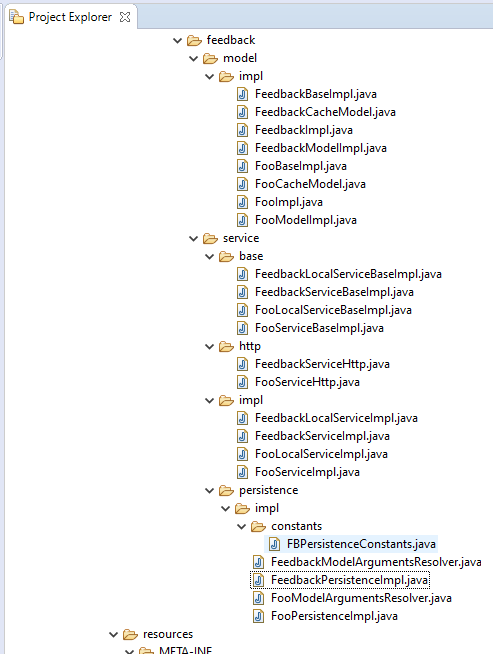 Project Explorer
feedback
model
impl
FeedbackBaseImpl.java
FeedbackCacheModel.java
FeedbackImpl.java
FeedbackModelImpl.java
FooBaseImpl.java
FooCacheModel.java
FooImpl.java
FooModelImpl.java
service
base
FeedbackLocalServiceBaseImpl.java
FeedbackServiceBaseImpl.java
FooLocalServiceBaseImpl.java
FooServiceBaseImpl.java
http
FeedbackServiceHttp.java
FooServiceHttp.java
impl
FeedbackLocalServiceImpl.java
FeedbackServiceImpl.java
FooLocalServiceImpl.java
FooServiceImpl.java
persistence
impl
constants
FBPersistenceConstants.java
FeedbackModelArgumentsResolver.java
FeedbackPersistenceImpl.java
FooModelArgumentsResolver.java
FooPersistenceImpl.java
resources
META-INF